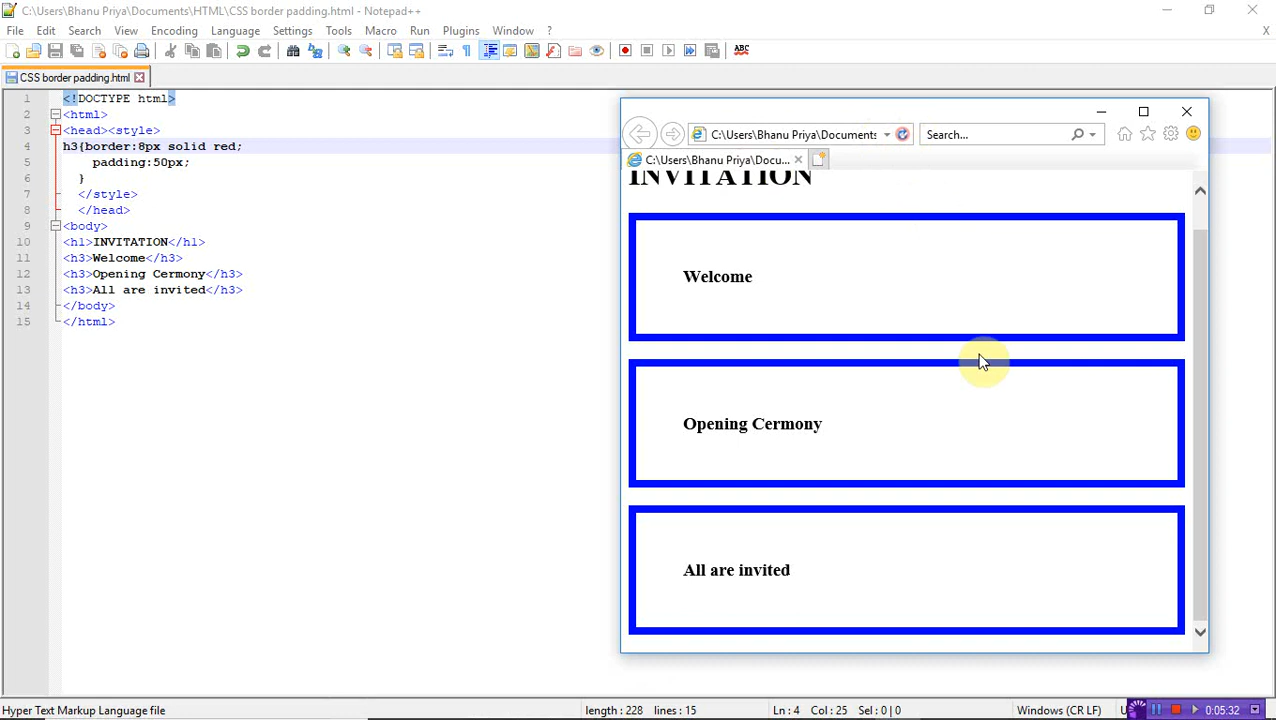 C:\Users\Bhanu Priya\Documents\HTML\CSS border padding.html - Notepad++
File Edit Search View Encoding Language Settings Tools Macro Run Plugins Window ?
X
ABC
CSS border padding.html
1 <!DOCTYPE html>
2 <html>
3 <head><style>
4 h3{border:8px solid red;
5 padding:50px;
6 }
7 </style>
8 </head>
9 <body>
10 <h1>INVITATION</h1>
11 <h3>Welcome</h3>
12 <h3>Opening Cermony</h3>
13 <h3>All are invited</h3>
14 </body>
15 </html>
C:\Users\Bhanu Priya\Documents
Search...
C:\Users\Bhanu Priya\Docu...
INVITATION
Welcome
Opening Cermony
All are invited
Hyper Text Markup Language file
length : 228 lines : 15
Ln : 4 Col : 25 Sel : 0 | 0
Windows (CR LF)
0:05:32